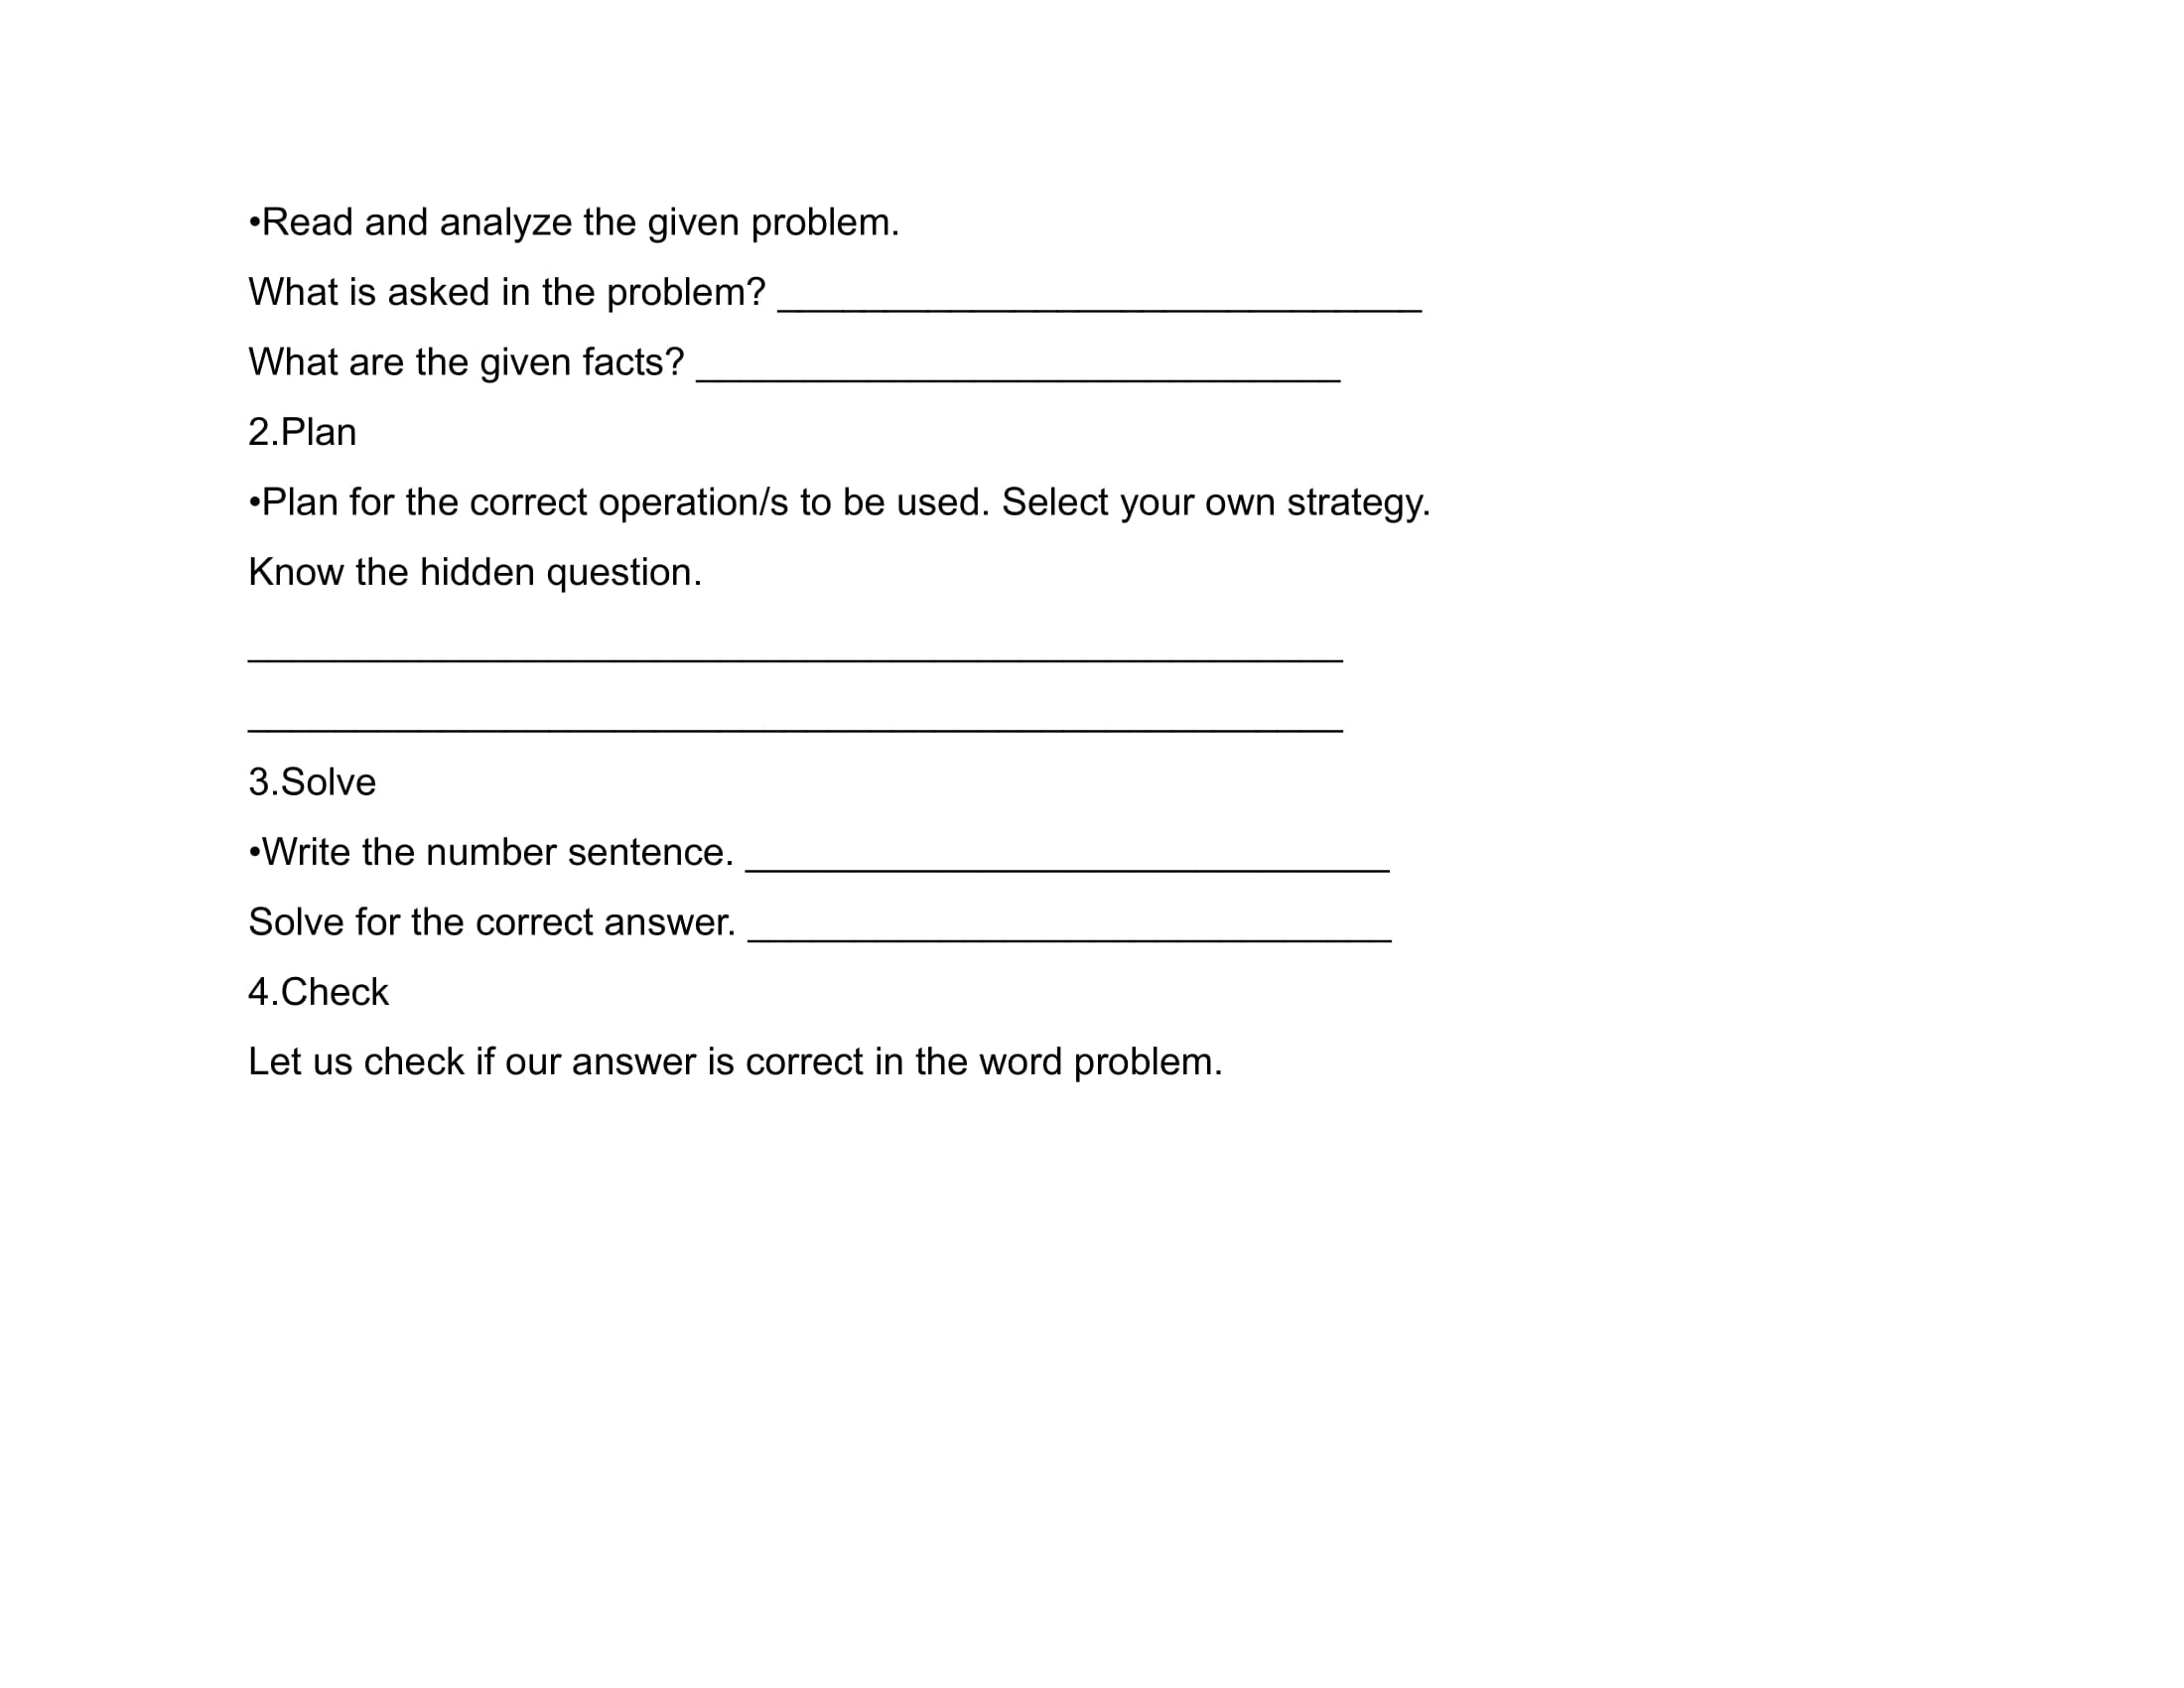 •Read and analyze the given problem.
What is asked in the problem? ______________________________
What are the given facts? ______________________________
2.Plan
•Plan for the correct operation/s to be used. Select your own strategy.
Know the hidden question.
___________________________________________________
___________________________________________________
3.Solve
•Write the number sentence. ______________________________
Solve for the correct answer. ______________________________
4.Check
Let us check if our answer is correct in the word problem.